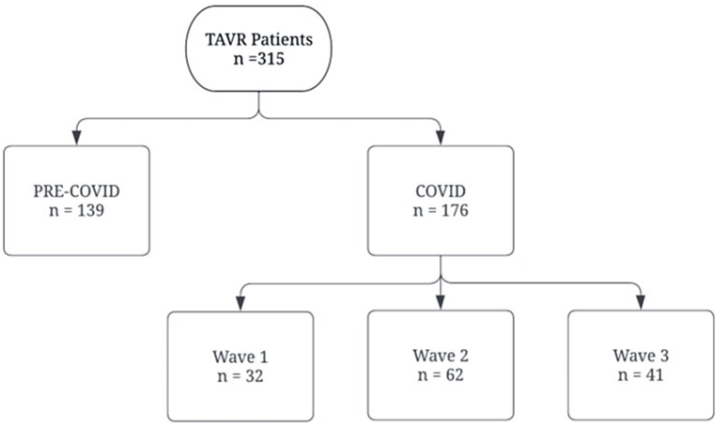 TAVR Patients
n =315
PRE-COVID
n = 139
COVID
n = 176
Wave 1
n = 32
Wave 2
n = 62
Wave 3
n = 41